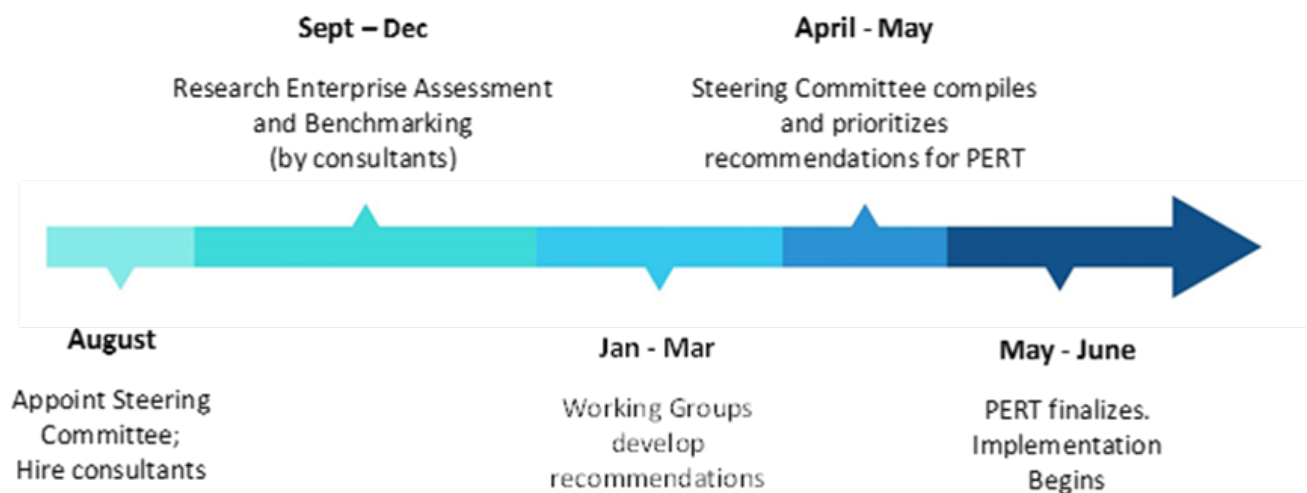 Sept – Dec
Research Enterprise Assessment
and Benchmarking
(by consultants)
April - May
Steering Committee compiles
and prioritizes
recommendations for PERT
August
Appoint Steering
Committee;
Hire consultants
Jan - Mar
Working Groups
develop
recommendations
May - June
PERT finalizes.
Implementation
Begins